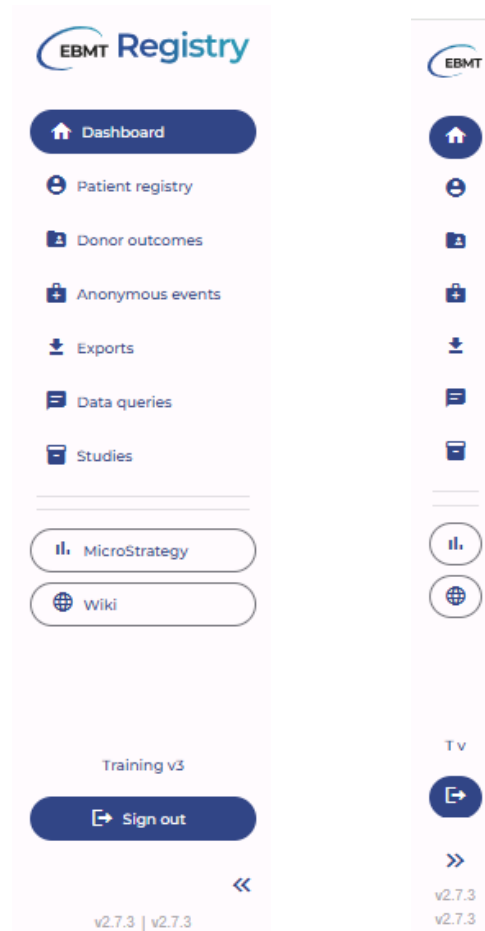 EBMT Registry
Dashboard
Patient registry
Donor outcomes
Anonymous events
Exports
Data queries
Studies
MicroStrategy
Wiki
Training v3
Sign out
v2.7.3 | v2.7.3
EBMT
T v
v2.7.3
v2.7.3